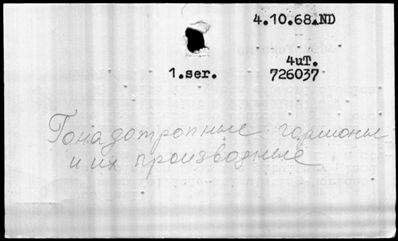 4.10.68.ND
4uT.
1.ser. 726037
Гонадотропные гормоны
и их производные